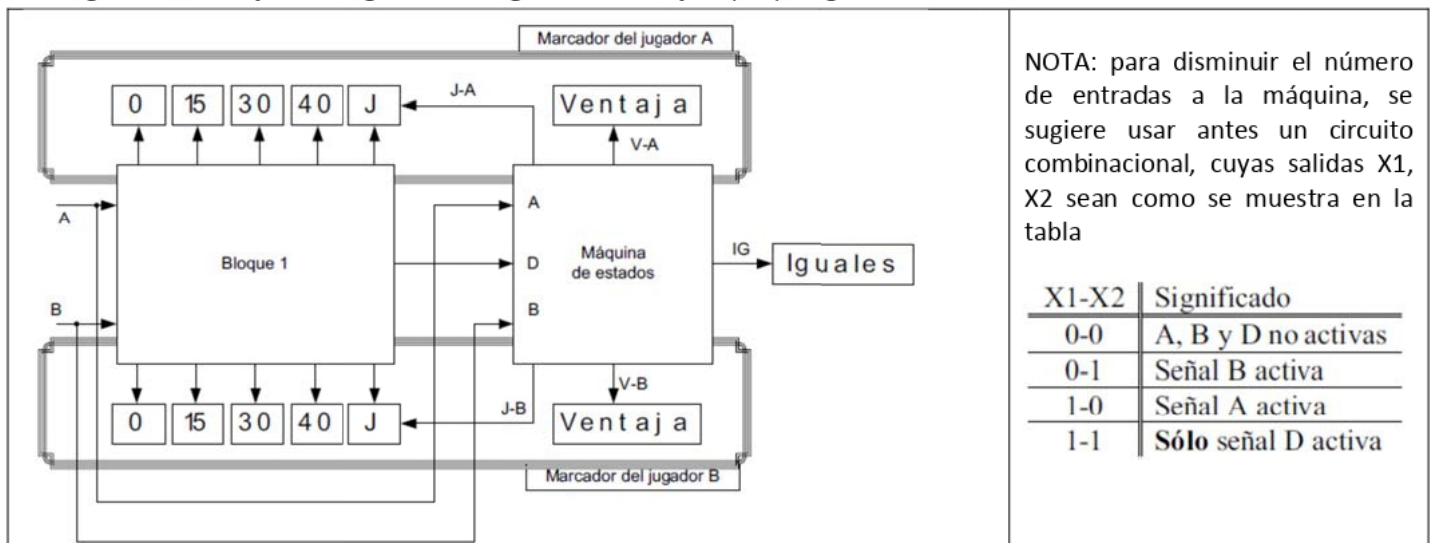 Marcador del jugador A
0 15 30 40 J
J-A
Ventaja
V-A
A
A
Bloque 1
D
Máquina
de estados
IG
Iguales
B
B
V-B
J-B
0 15 30 40 J
Ventaja
Marcador del jugador B
NOTA: para disminuir el número
de entradas a la máquina, se
sugiere usar antes un circuito
combinacional, cuyas salidas X1,
X2 sean como se muestra en la
tabla
X1-X2 Significado
0-0 A, B y D no activas
0-1 Señal B activa
1-0 Señal A activa
1-1 Sólo señal D activa